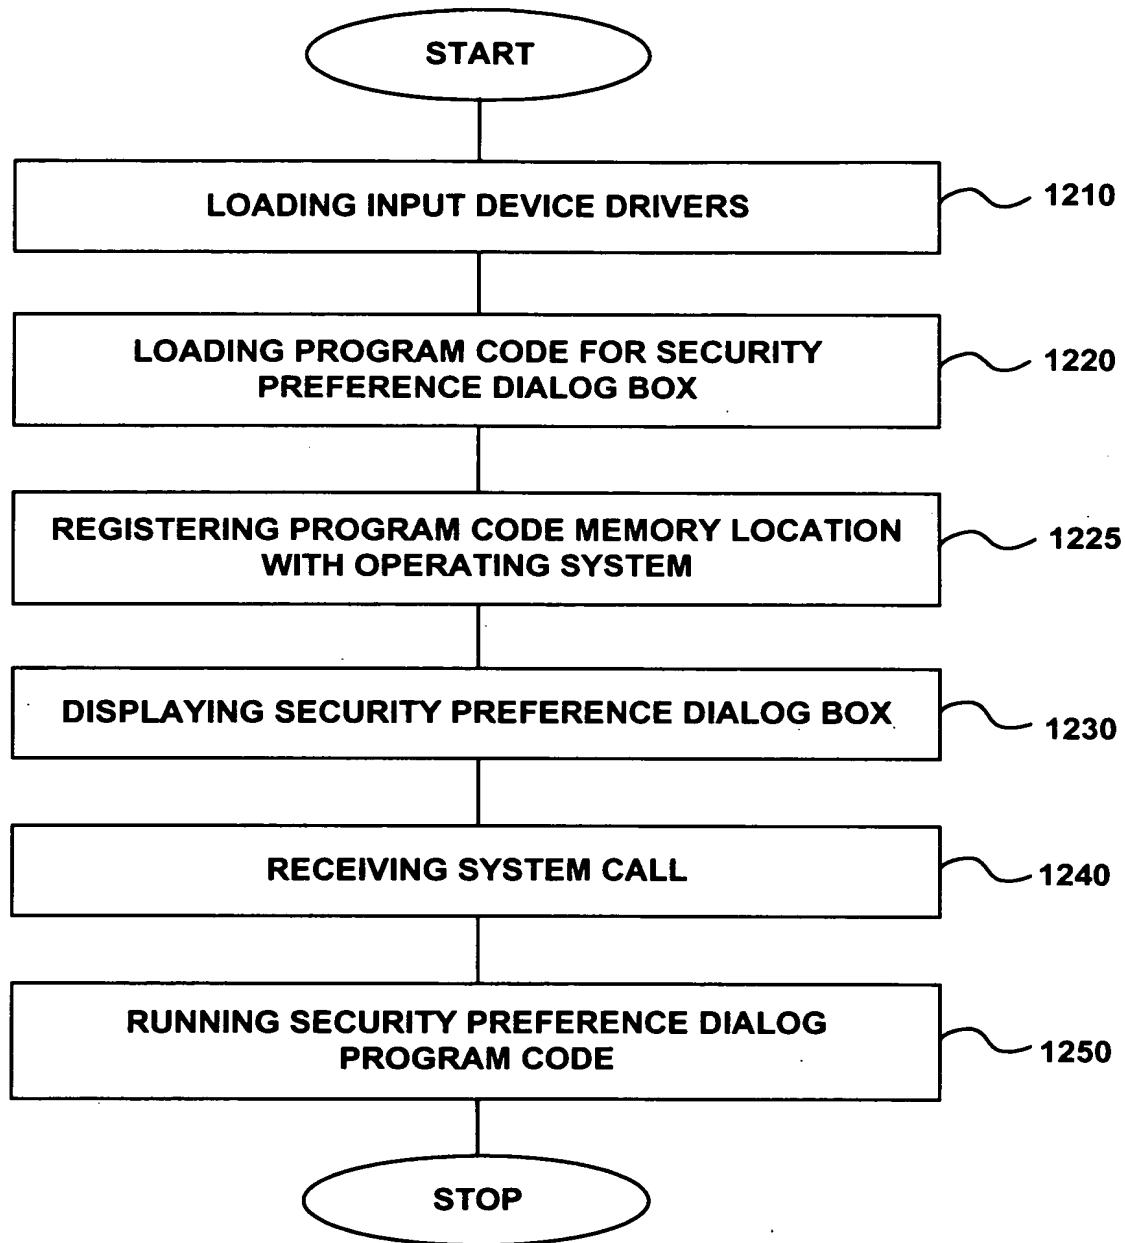 START
LOADING INPUT DEVICE DRIVERS
1210
LOADING PROGRAM CODE FOR SECURITY
PREFERENCE DIALOG BOX
1220
REGISTERING PROGRAM CODE MEMORY LOCATION
WITH OPERATING SYSTEM
1225
DISPLAYING SECURITY PREFERENCE DIALOG BOX
1230
RECEIVING SYSTEM CALL
1240
RUNNING SECURITY PREFERENCE DIALOG
PROGRAM CODE
1250
STOP